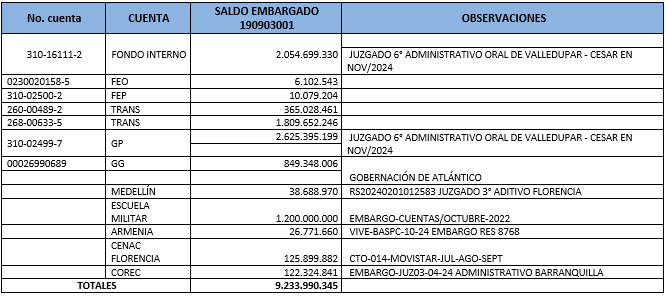 No. cuenta CUENTA SALDO EMBARGADO OBSERVACIONES
190903001
310-16111-2 FONDO INTERNO 2.054.699.330 JUZGADO 6° ADMINISTRATIVO ORAL DE VALLEDUPAR - CESAR EN
NOV/2024
0230020158-5 FEO 6.102.543
310-02500-2 FEP 10.079.204
260-00489-2 TRANS 365.028.461
268-00633-5 TRANS 1.809.652.246
310-02499-7 GP 2.625.395.199 JUZGADO 6° ADMINISTRATIVO ORAL DE VALLEDUPAR - CESAR EN
NOV/2024
00026990689 GG 849.348.006
GOBERNACIÓN DE ATLÁNTICO
MEDELLÍN 38.688.970 RS20240201012583 JUZGADO 3° ADITIVO FLORENCIA
ESCUELA
MILITAR 1.200.000.000 EMBARGO-CUENTAS/OCTUBRE-2022
ARMENIA 26.771.660 VIVE-BASPC-10-24 EMBARGO RES 8768
CENAC
FLORENCIA 125.899.882 CTO-014-MOVISTAR-JUL-AGO-SEPT
COREC 122.324.841 EMBARGO-JUZ03-04-24 ADMINISTRATIVO BARRANQUILLA
TOTALES 9.233.990.345